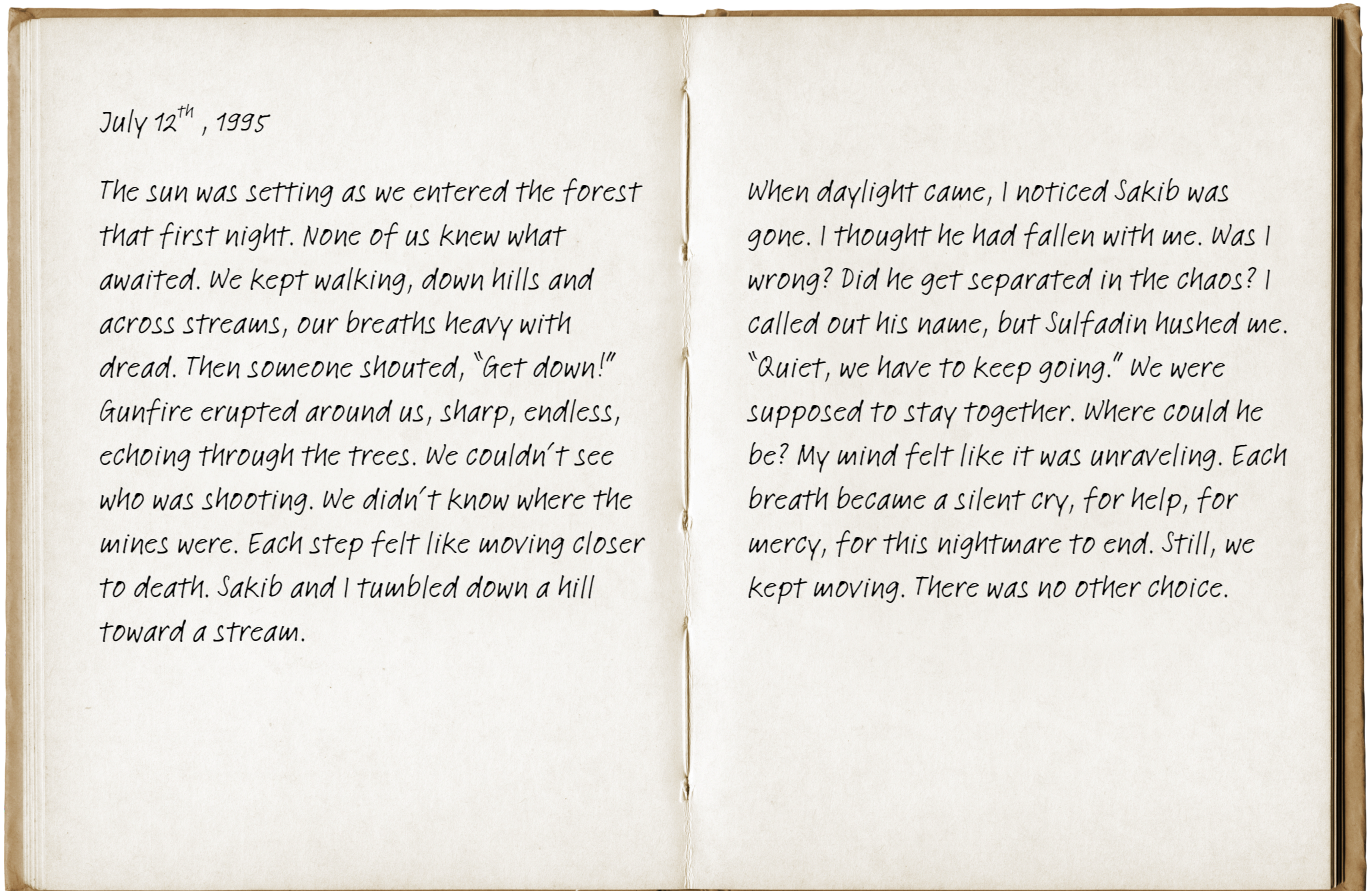 July 12th , 1995
The sun was setting as we entered the forest
that first night. None of us knew what
awaited. We kept walking, down hills and
across streams, our breaths heavy with
dread. Then someone shouted, “Get down!”
Gunfire erupted around us, sharp, endless,
echoing through the trees. We couldn’t see
who was shooting. We didn’t know where the
mines were. Each step felt like moving closer
to death. Sakib and I tumbled down a hill
toward a stream.
When daylight came, I noticed Sakib was
gone. I thought he had fallen with me. Was I
wrong? Did he get separated in the chaos? I
called out his name, but Sulfadin hushed me.
“Quiet, we have to keep going.” We were
supposed to stay together. Where could he
be? My mind felt like it was unraveling. Each
breath became a silent cry, for help, for
mercy, for this nightmare to end. Still, we
kept moving. There was no other choice.